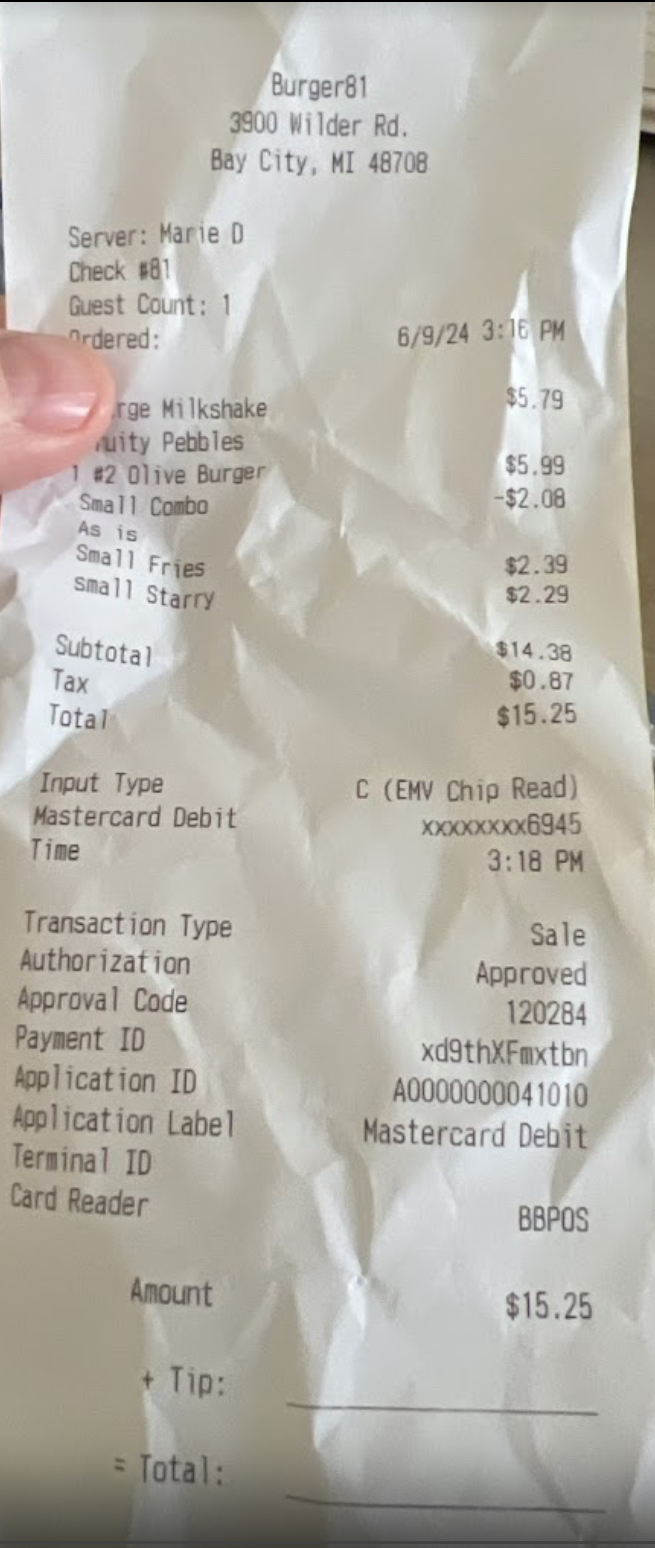 Burger81
3900 Wilder Rd.
Bay City, MI 48708
Server: Marie D
Check #81
Guest Count: 1
Ordered: 6/9/24 3:16 PM
rge Milkshake $5.79
uity Pebbles
1 #2 Olive Burger $5.99
Small Combo -$2.08
As is
Small Fries $2.39
small Starry $2.29
Subtotal $14.38
Tax $0.87
Total $15.25
Input Type C (EMV Chip Read)
Mastercard Debit xxxxxxxx6945
Time 3:18 PM
Transaction Type Sale
Authorization Approved
Approval Code 120284
Payment ID xd9thXFmxtbn
Application ID A0000000041010
Application Label Mastercard Debit
Terminal ID
Card Reader BBPOS
Amount $15.25
+ Tip:
= Total: